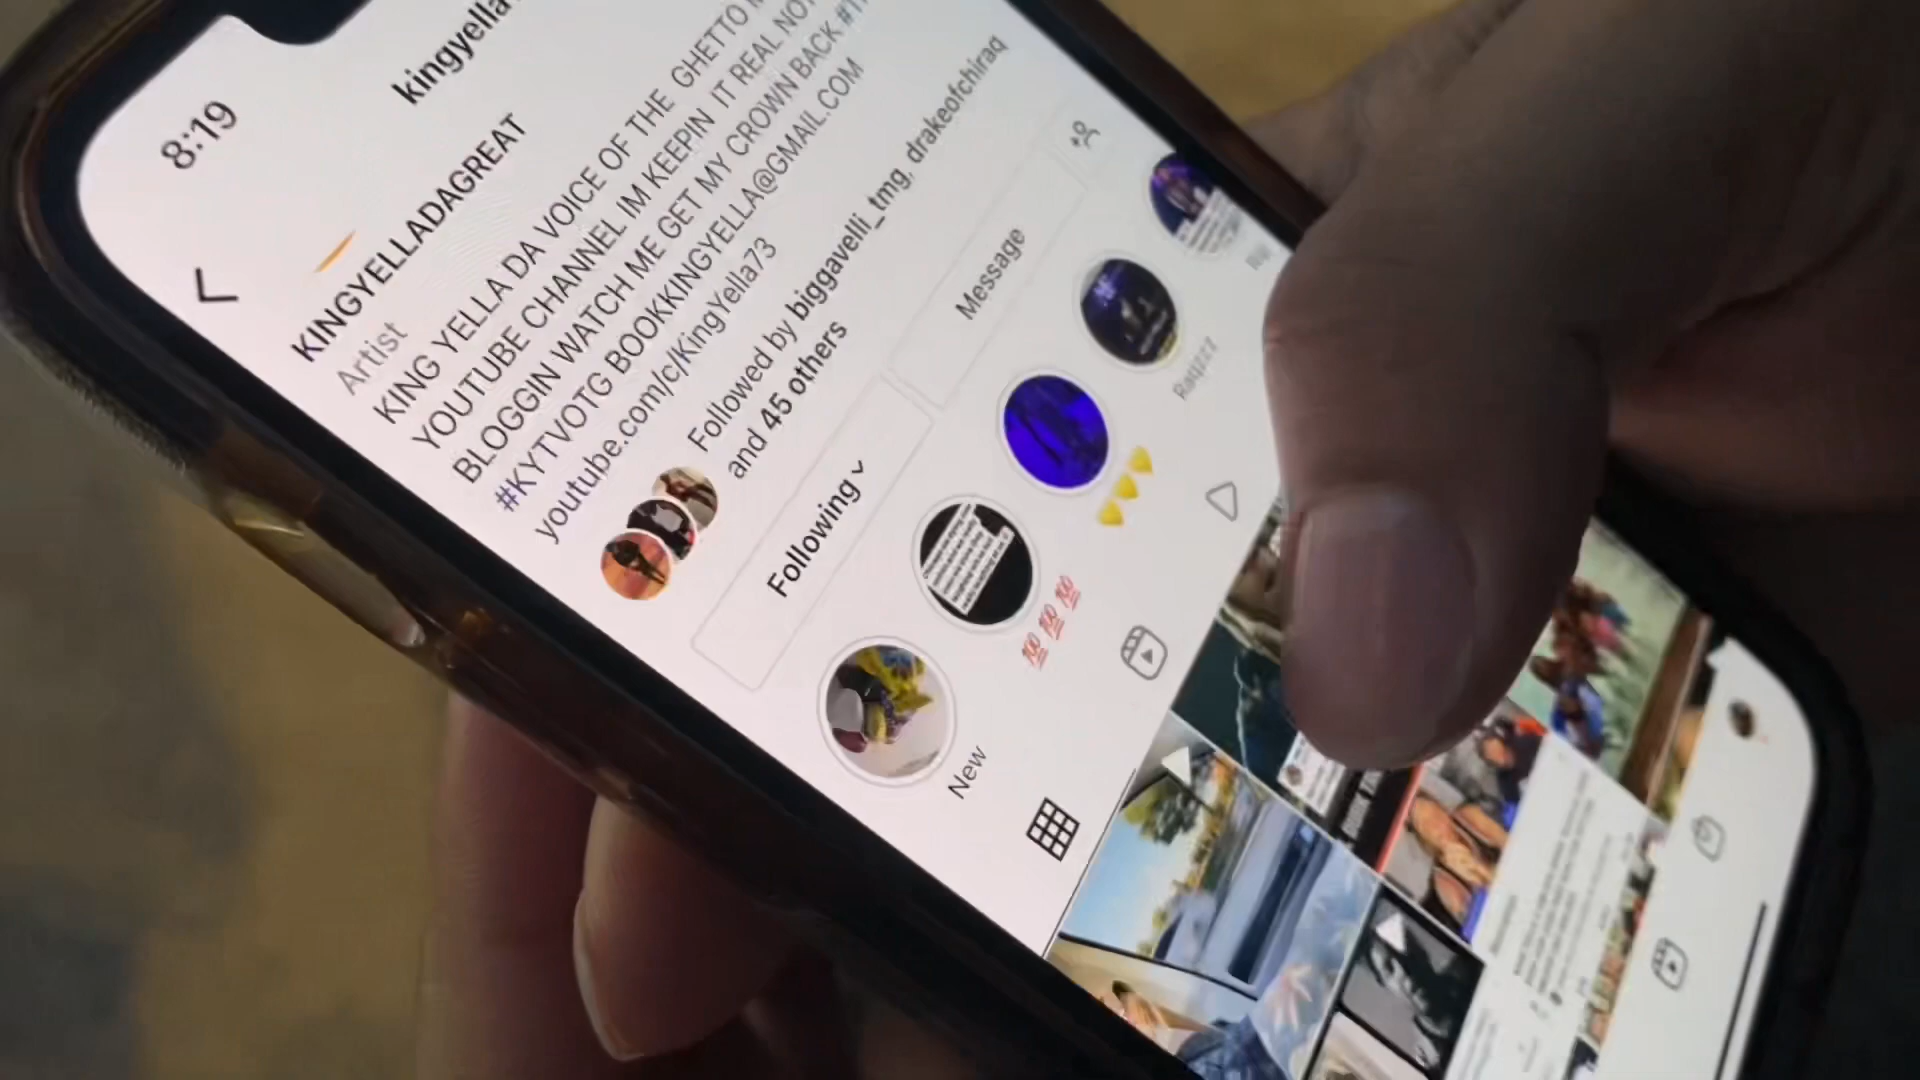 8:19
kingyella
KINGYELLADAGREAT
Artist
KING YELLA DA VOICE OF THE GHETTO
YOUTUBE CHANNEL IM KEEPIN IT REAL
BLOGGIN WATCH ME GET MY CROWN BACK
#KYTVOTG BOOKKINGYELLA@GMAIL.COM
youtube.com/c/KingYella73
Followed by biggavelli_tmg, drakeofchiraq
and 45 others
Following
Message
New
💯 💯 💯
💛💛💛
Raqzzz